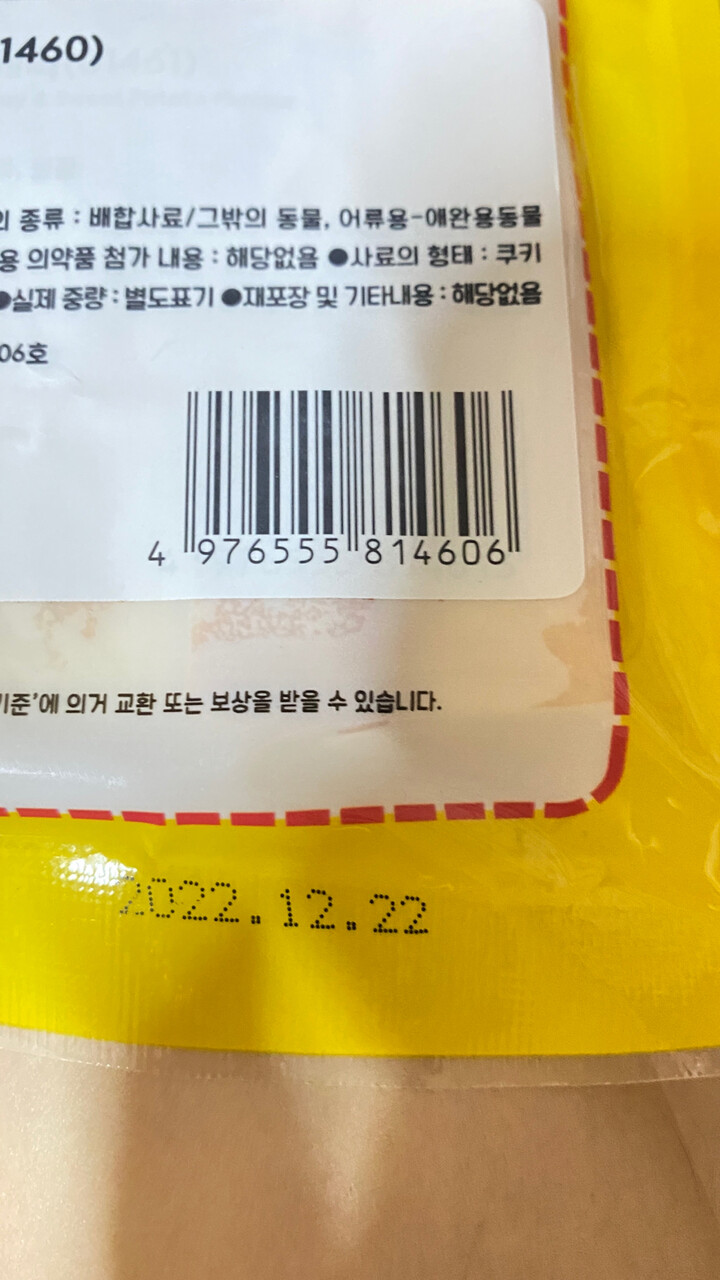 1460)
의 종류 : 배합사료/그밖의 동물, 어류용-애완용동물
용 의약품 첨가 내용 : 해당없음 ●사료의 형태 : 쿠키
●실제 중량 : 별도표기 ●재포장 및 기타내용 : 해당없음
06호
4 976555 814606
기준’에 의거 교환 또는 보상을 받을 수 있습니다.
2022.12.22